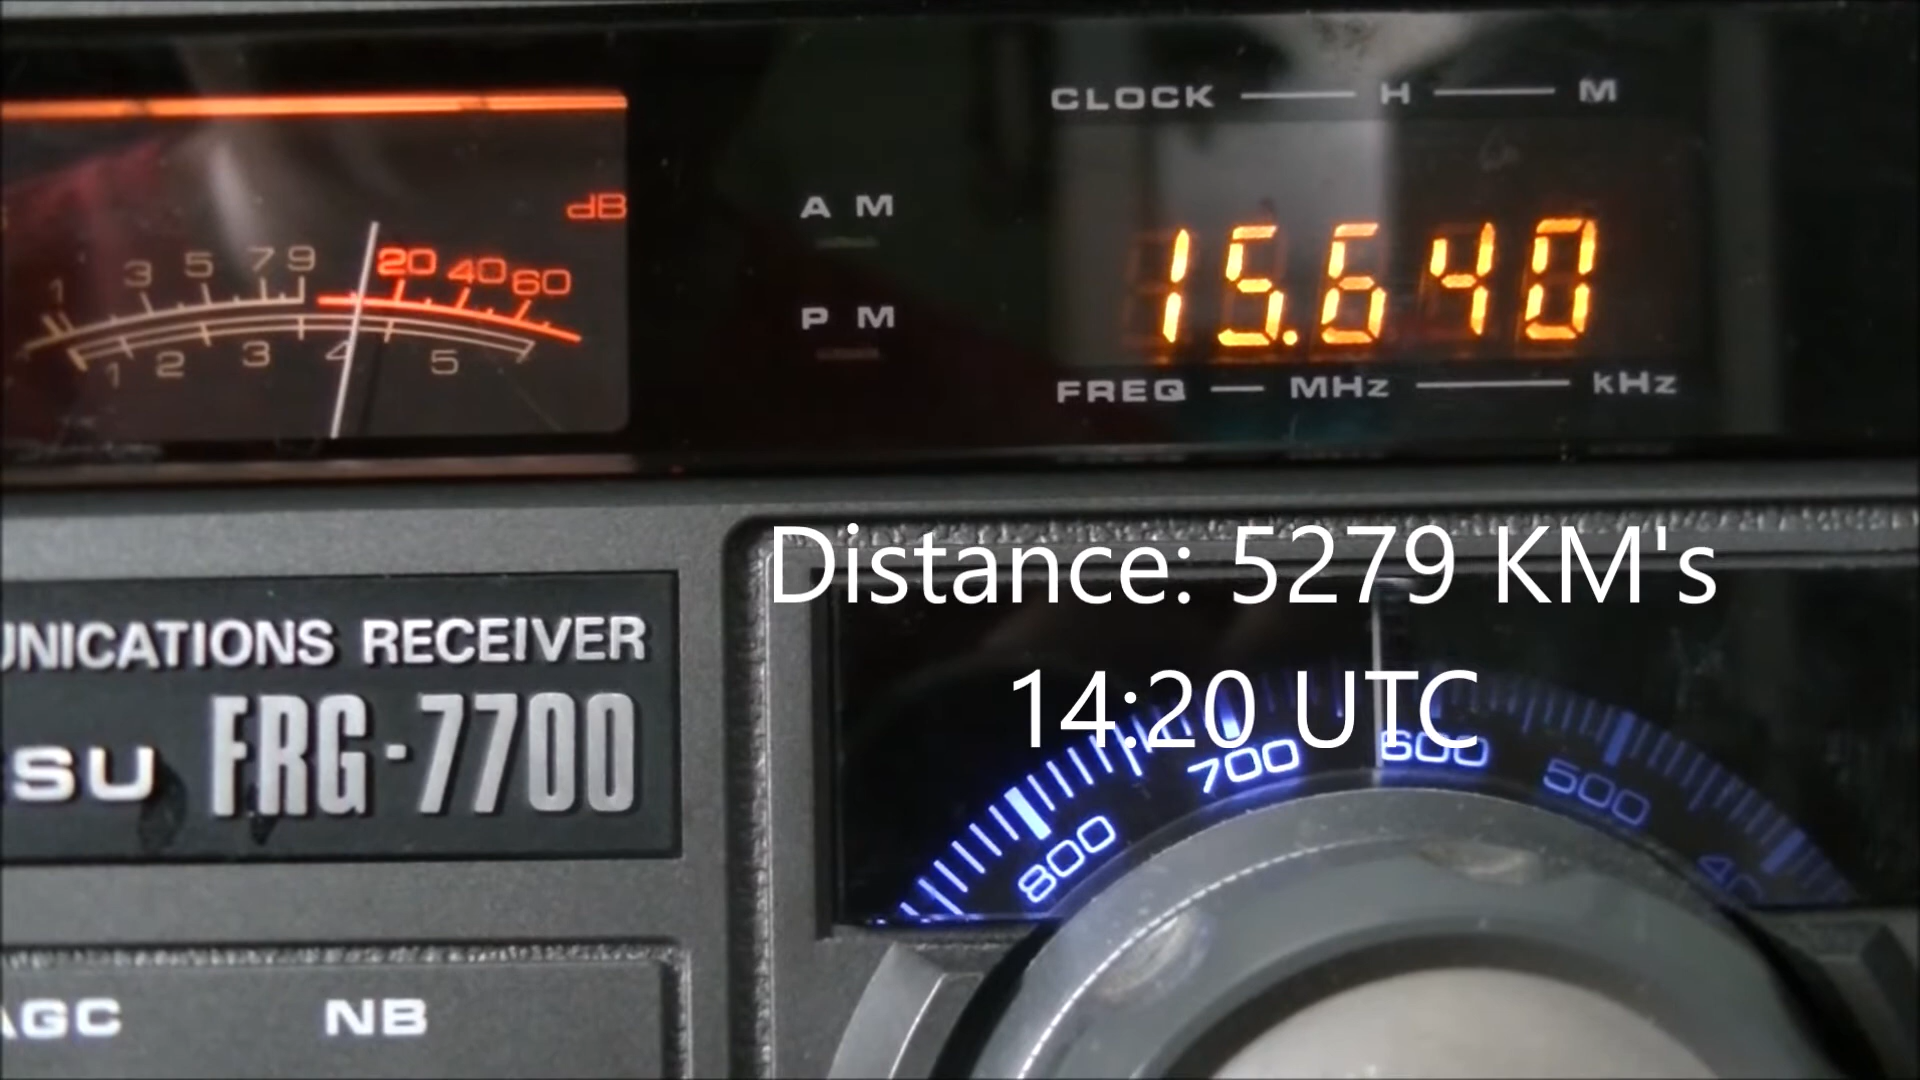 CLOCK H M
dB
AM
15.640
1 3 5 7 9 20 40 60
PM
1 2 3 4 5
FREQ MHz kHz
Distance: 5279 KM's
UNICATIONS RECEIVER
14:20 UTC
SU FRG-7700
800 700 600 500 40
AGC NB